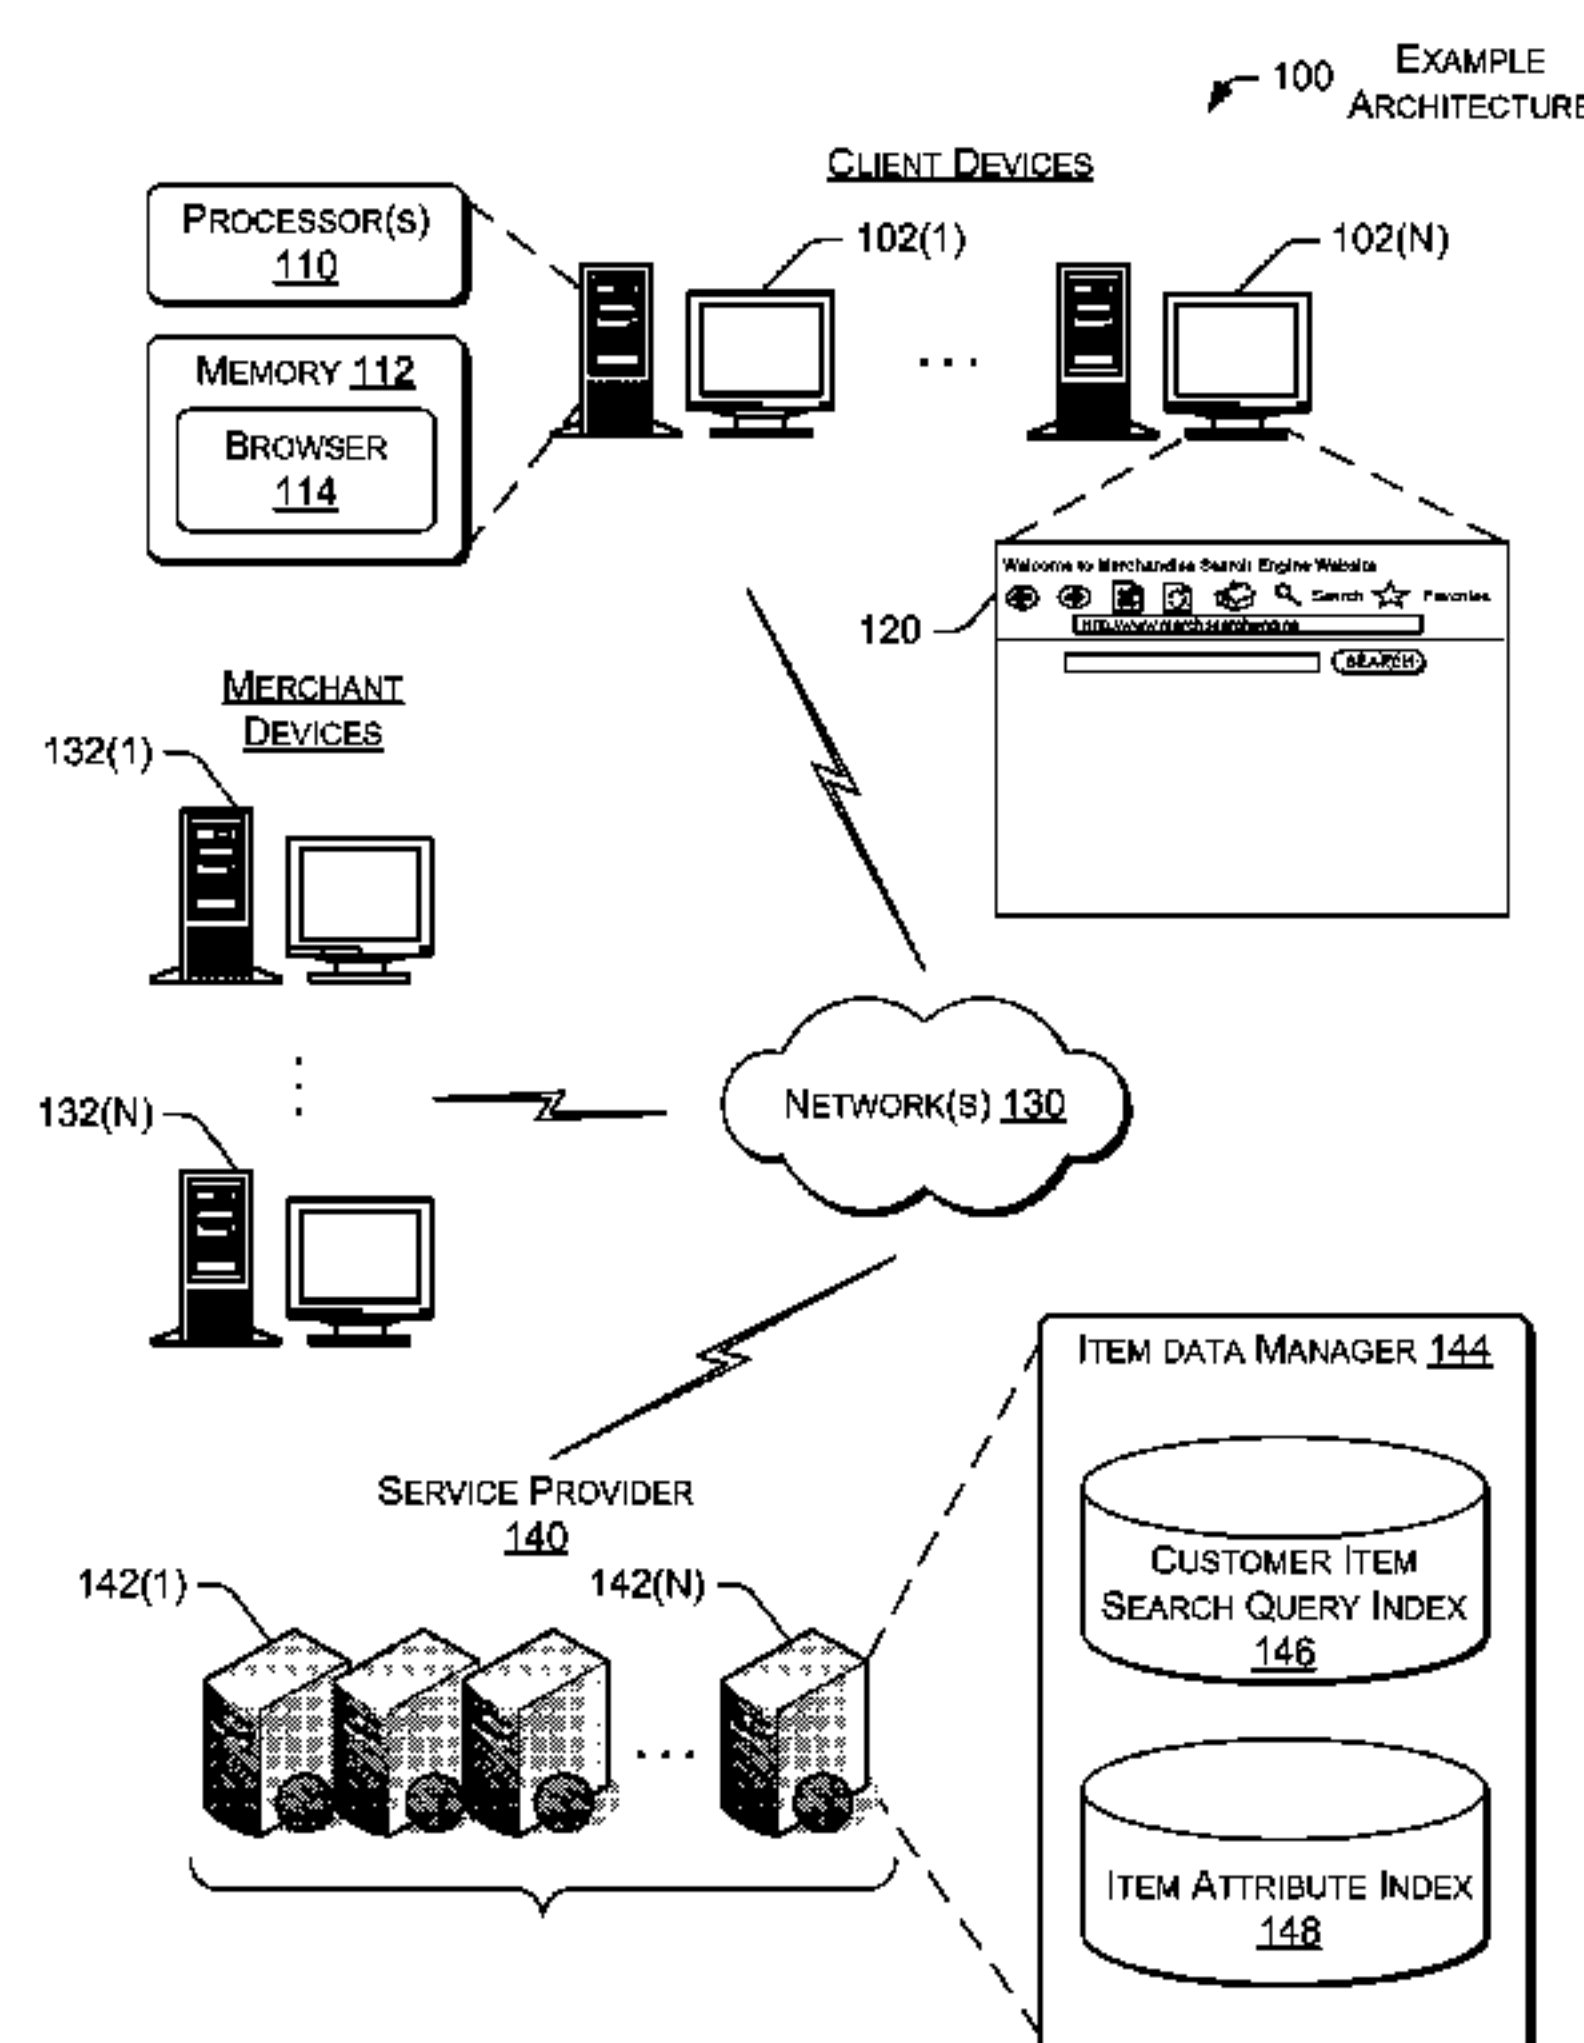 100
EXAMPLE
ARCHITECTURE
CLIENT DEVICES
PROCESSOR(S)
110
102(1)
102(N)
MEMORY 112
BROWSER
114
...
Welcome to Merchandise Search Engine Website
Search
Favorites
120
SEARCH
MERCHANT
DEVICES
132(1)
132(N)
NETWORK(S) 130
ITEM DATA MANAGER 144
SERVICE PROVIDER
140
142(1)
142(N)
...
CUSTOMER ITEM
SEARCH QUERY INDEX
146
ITEM ATTRIBUTE INDEX
148